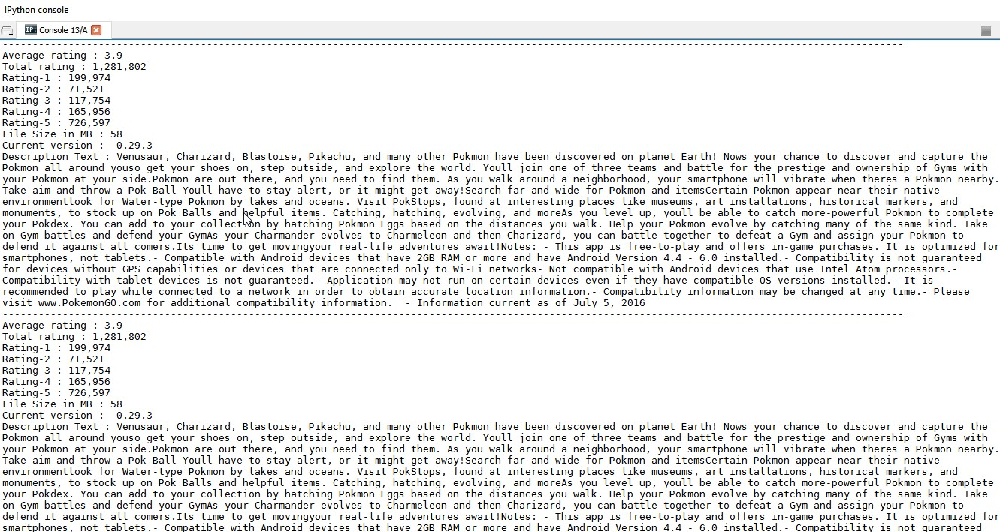 IPython console
IP: Console 13/A
------------------------------------------------------------------------------------------------------------------------------------------------------
Average rating : 3.9
Total rating : 1,281,802
Rating-1 : 199,974
Rating-2 : 71,521
Rating-3 : 117,754
Rating-4 : 165,956
Rating-5 : 726,597
File Size in MB : 58
Current version :  0.29.3
Description Text : Venusaur, Charizard, Blastoise, Pikachu, and many other Pokmon have been discovered on planet Earth! Nows your chance to discover and capture the
Pokmon all around youso get your shoes on, step outside, and explore the world. Youll join one of three teams and battle for the prestige and ownership of Gyms with
your Pokmon at your side.Pokmon are out there, and you need to find them. As you walk around a neighborhood, your smartphone will vibrate when theres a Pokmon nearby.
Take aim and throw a Pok Ball Youll have to stay alert, or it might get away!Search far and wide for Pokmon and itemsCertain Pokmon appear near their native
environmentlook for Water-type Pokmon by lakes and oceans. Visit PokStops, found at interesting places like museums, art installations, historical markers, and
monuments, to stock up on Pok Balls and helpful items. Catching, hatching, evolving, and moreAs you level up, youll be able to catch more-powerful Pokmon to complete
your Pokdex. You can add to your collection by hatching Pokmon Eggs based on the distances you walk. Help your Pokmon evolve by catching many of the same kind. Take
on Gym battles and defend your GymAs your Charmander evolves to Charmeleon and then Charizard, you can battle together to defeat a Gym and assign your Pokmon to
defend it against all comers.Its time to get movingyour real-life adventures await!Notes: - This app is free-to-play and offers in-game purchases. It is optimized for
smartphones, not tablets.- Compatible with Android devices that have 2GB RAM or more and have Android Version 4.4 - 6.0 installed.- Compatibility is not guaranteed
for devices without GPS capabilities or devices that are connected only to Wi-Fi networks- Not compatible with Android devices that use Intel Atom processors.-
Compatibility with tablet devices is not guaranteed.- Application may not run on certain devices even if they have compatible OS versions installed.- It is
recommended to play while connected to a network in order to obtain accurate location information.- Compatibility information may be changed at any time.- Please
visit www.PokemonGO.com for additional compatibility information.  - Information current as of July 5, 2016
------------------------------------------------------------------------------------------------------------------------------------------------------
Average rating : 3.9
Total rating : 1,281,802
Rating-1 : 199,974
Rating-2 : 71,521
Rating-3 : 117,754
Rating-4 : 165,956
Rating-5 : 726,597
File Size in MB : 58
Current version :  0.29.3
Description Text : Venusaur, Charizard, Blastoise, Pikachu, and many other Pokmon have been discovered on planet Earth! Nows your chance to discover and capture the
Pokmon all around youso get your shoes on, step outside, and explore the world. Youll join one of three teams and battle for the prestige and ownership of Gyms with
your Pokmon at your side.Pokmon are out there, and you need to find them. As you walk around a neighborhood, your smartphone will vibrate when theres a Pokmon nearby.
Take aim and throw a Pok Ball Youll have to stay alert, or it might get away!Search far and wide for Pokmon and itemsCertain Pokmon appear near their native
environmentlook for Water-type Pokmon by lakes and oceans. Visit PokStops, found at interesting places like museums, art installations, historical markers, and
monuments, to stock up on Pok Balls and helpful items. Catching, hatching, evolving, and moreAs you level up, youll be able to catch more-powerful Pokmon to complete
your Pokdex. You can add to your collection by hatching Pokmon Eggs based on the distances you walk. Help your Pokmon evolve by catching many of the same kind. Take
on Gym battles and defend your GymAs your Charmander evolves to Charmeleon and then Charizard, you can battle together to defeat a Gym and assign your Pokmon to
defend it against all comers.Its time to get movingyour real-life adventures await!Notes: - This app is free-to-play and offers in-game purchases. It is optimized for
smartphones, not tablets.- Compatible with Android devices that have 2GB RAM or more and have Android Version 4.4 - 6.0 installed.- Compatibility is not guaranteed